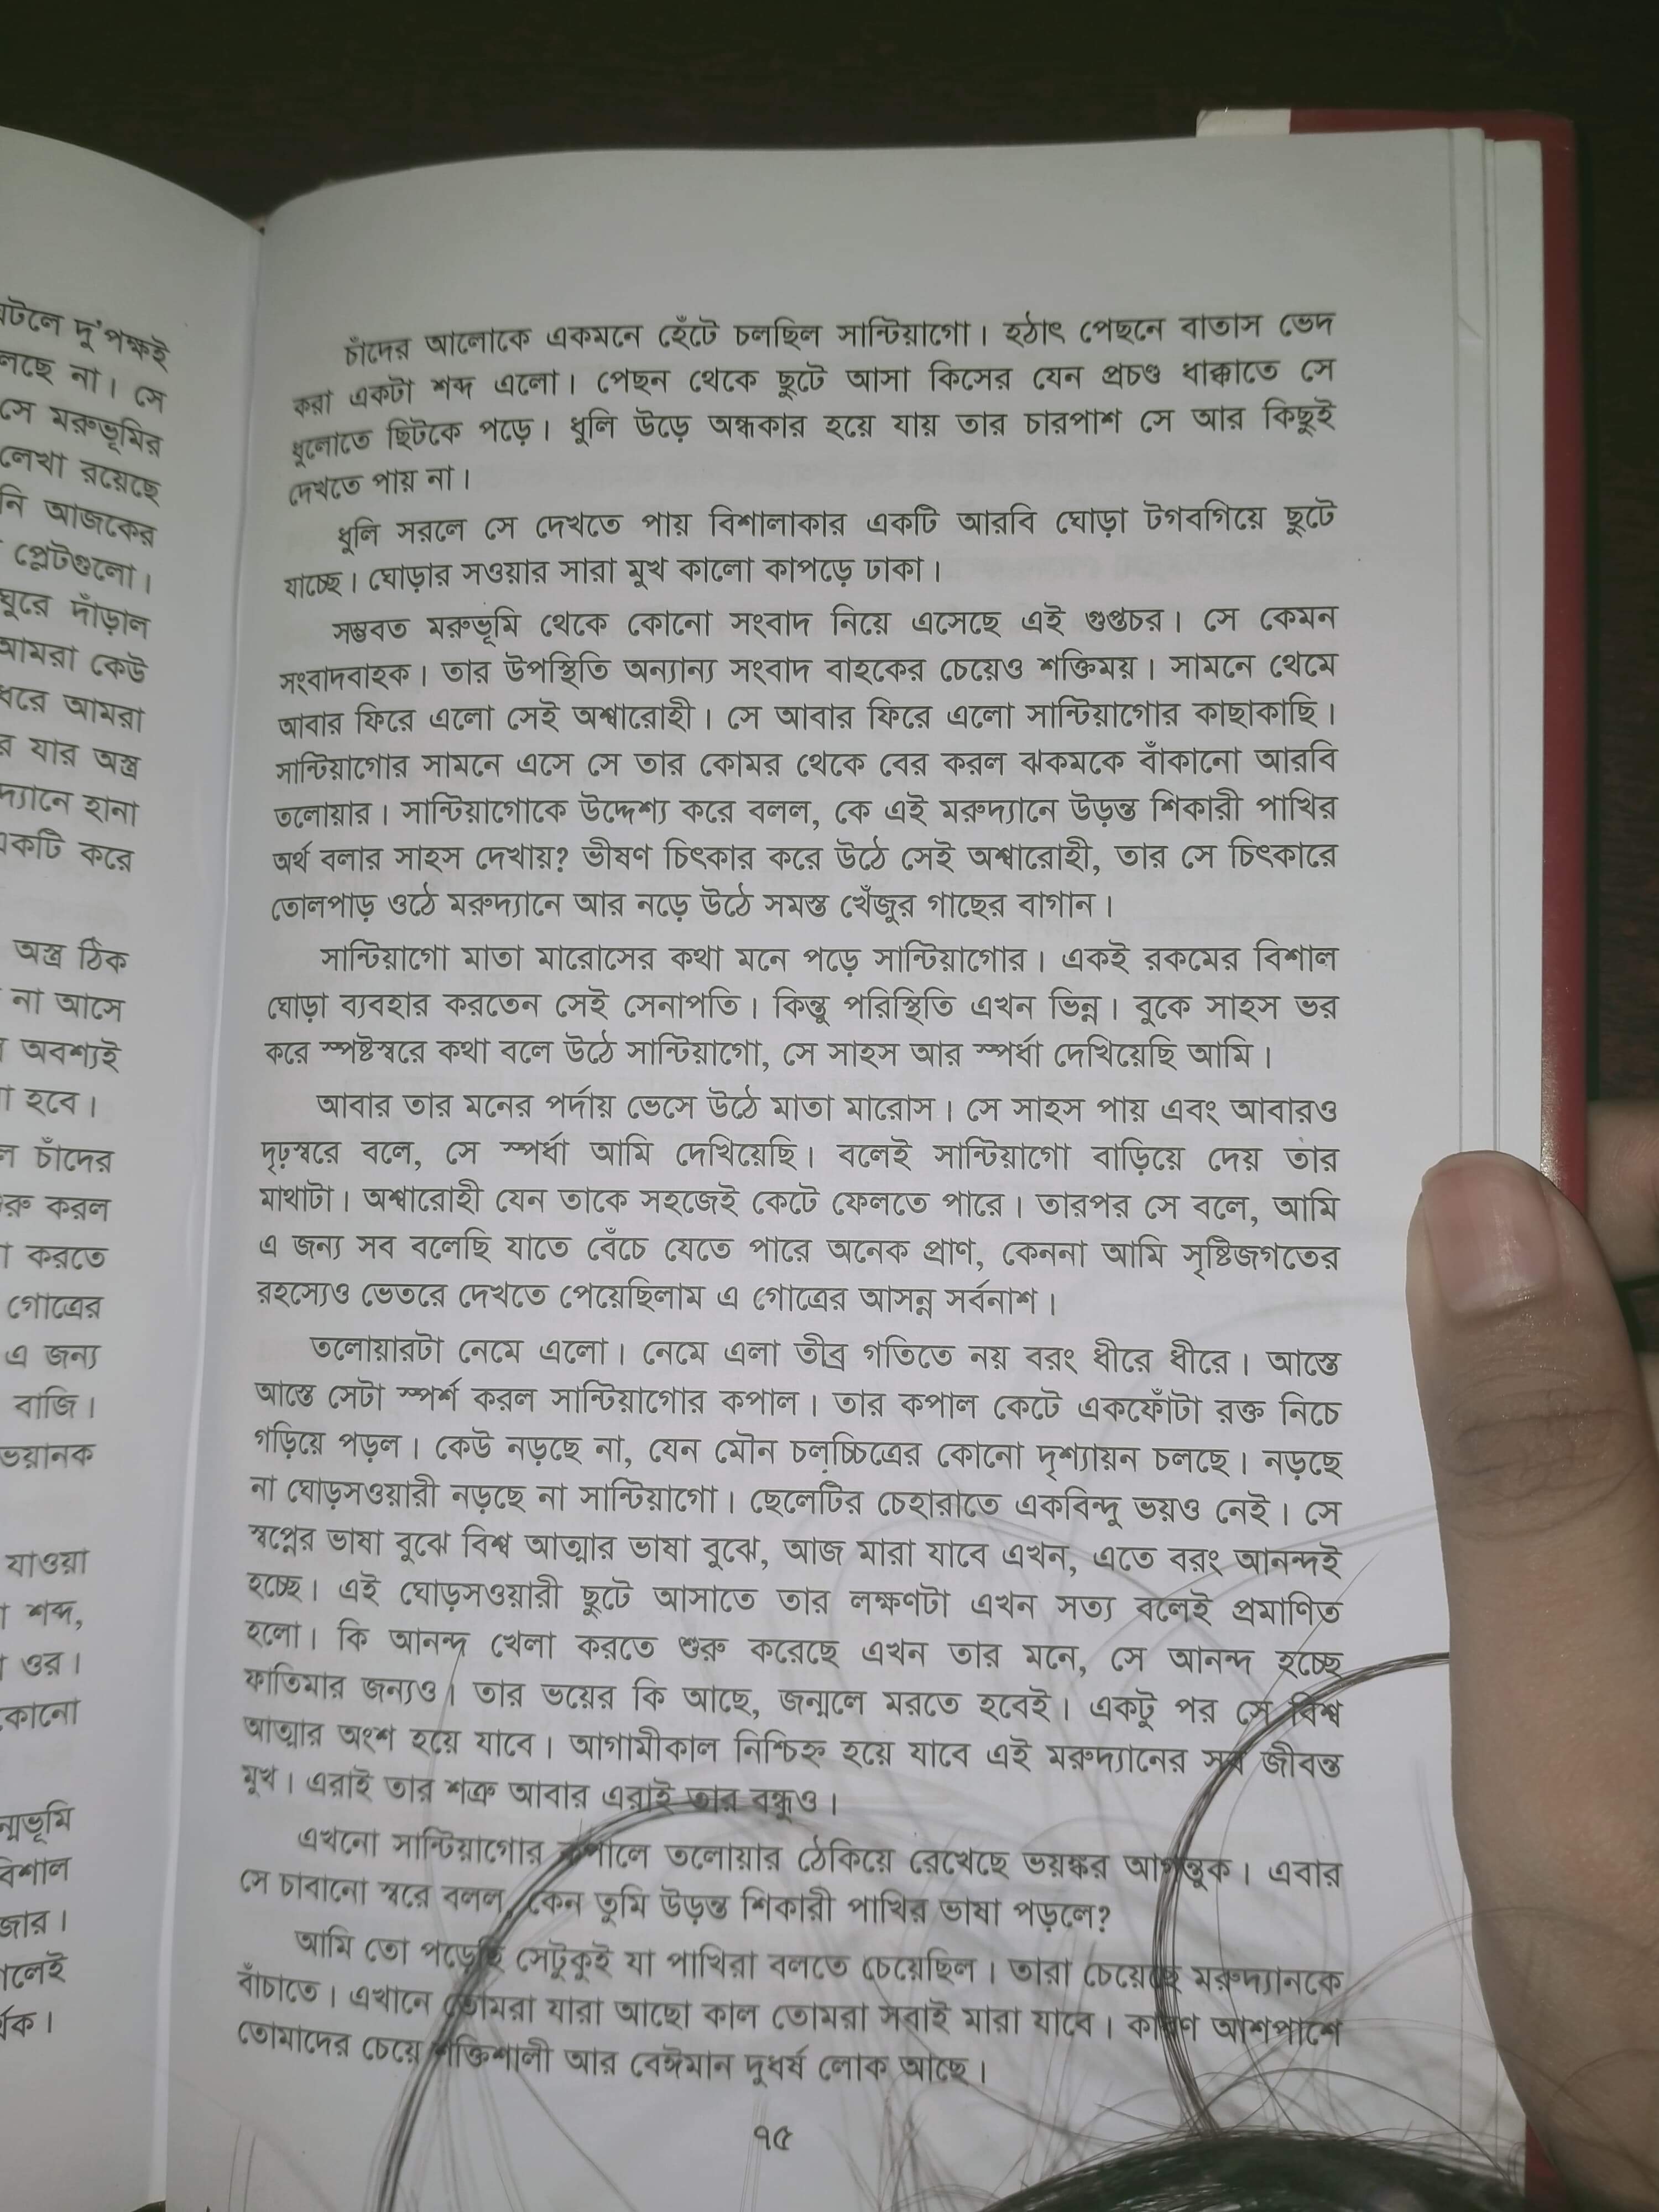 ঘটলে দু'পক্ষই
লছে না। সে
সে মরুভূমির
লেখা রয়েছে
নি আজকের
প্লেটগুলো।
ঘুরে দাঁড়াল
আমরা কেউ
ধরে আমরা
র যার অস্ত্র
দ্যানে হানা
একটি করে
অস্ত্র ঠিক
না আসে
অবশ্যই
া হবে।
ল চাঁদের
রু করল
া করতে
গোত্রের
এ জন্য
বাজি।
ভয়ানক
যাওয়া
শব্দ,
ওর।
কোনো
ন্মভূমি
বিশাল
জার।
লেই
র্থক।
চাঁদের আলোকে একমনে হেঁটে চলছিল সান্টিয়াগো। হঠাৎ পেছনে বাতাস ভেদ
করা একটা শব্দ এলো। পেছন থেকে ছুটে আসা কিসের যেন প্রচণ্ড ধাক্কাতে সে
ধুলোতে ছিটকে পড়ে। ধুলি উড়ে অন্ধকার হয়ে যায় তার চারপাশ সে আর কিছুই
দেখতে পায় না।
ধুলি সরলে সে দেখতে পায় বিশালাকার একটি আরবি ঘোড়া টগবগিয়ে ছুটে
যাচ্ছে। ঘোড়ার সওয়ার সারা মুখ কালো কাপড়ে ঢাকা।
সম্ভবত মরুভূমি থেকে কোনো সংবাদ নিয়ে এসেছে এই গুপ্তচর। সে কেমন
সংবাদবাহক। তার উপস্থিতি অন্যান্য সংবাদ বাহকের চেয়েও শক্তিময়। সামনে থেমে
আবার ফিরে এলো সেই অশ্বারোহী। সে আবার ফিরে এলো সান্টিয়াগোর কাছাকাছি।
সান্টিয়াগোর সামনে এসে সে তার কোমর থেকে বের করল ঝকমকে বাঁকানো আরবি
তলোয়ার। সান্টিয়াগোকে উদ্দেশ্য করে বলল, কে এই মরুদ্যানে উড়ন্ত শিকারী পাখির
অর্থ বলার সাহস দেখায়? ভীষণ চিৎকার করে উঠে সেই অশ্বারোহী, তার সে চিৎকারে
তোলপাড় ওঠে মরুদ্যানে আর নড়ে উঠে সমস্ত খেঁজুর গাছের বাগান।
সান্টিয়াগো মাতা মারোসের কথা মনে পড়ে সান্টিয়াগোর। একই রকমের বিশাল
ঘোড়া ব্যবহার করতেন সেই সেনাপতি। কিন্তু পরিস্থিতি এখন ভিন্ন। বুকে সাহস ভর
করে স্পষ্টস্বরে কথা বলে উঠে সান্টিয়াগো, সে সাহস আর স্পর্ধা দেখিয়েছি আমি।
আবার তার মনের পর্দায় ভেসে উঠে মাতা মারোস। সে সাহস পায় এবং আবারও
দৃঢ়স্বরে বলে, সে স্পর্ধা আমি দেখিয়েছি। বলেই সান্টিয়াগো বাড়িয়ে দেয় তার
মাথাটা। অশ্বারোহী যেন তাকে সহজেই কেটে ফেলতে পারে। তারপর সে বলে, আমি
এ জন্য সব বলেছি যাতে বেঁচে যেতে পারে অনেক প্রাণ, কেননা আমি সৃষ্টিজগতের
রহস্যেও ভেতরে দেখতে পেয়েছিলাম এ গোত্রের আসন্ন সর্বনাশ।
তলোয়ারটা নেমে এলো। নেমে এলা তীব্র গতিতে নয় বরং ধীরে ধীরে। আস্তে
আস্তে সেটা স্পর্শ করল সান্টিয়াগোর কপাল। তার কপাল কেটে একফোঁটা রক্ত নিচে
গড়িয়ে পড়ল। কেউ নড়ছে না, যেন মৌন চলচ্চিত্রের কোনো দৃশ্যায়ন চলছে। নড়ছে
না ঘোড়সওয়ারী নড়ছে না সান্টিয়াগো। ছেলেটির চেহারাতে একবিন্দু ভয়ও নেই। সে
স্বপ্নের ভাষা বুঝে বিশ্ব আত্মার ভাষা বুঝে, আজ মারা যাবে এখন, এতে বরং আনন্দই
হচ্ছে। এই ঘোড়সওয়ারী ছুটে আসাতে তার লক্ষণটা এখন সত্য বলেই প্রমাণিত
হলো। কি আনন্দ খেলা করতে শুরু করেছে এখন তার মনে, সে আনন্দ হচ্ছে
ফাতিমার জন্যও। তার ভয়ের কি আছে, জন্মলে মরতে হবেই। একটু পর সে বিশ্ব
আত্মার অংশ হয়ে যাবে। আগামীকাল নিশ্চিহ্ন হয়ে যাবে এই মরুদ্যানের সব জীবন্ত
মুখ। এরাই তার শত্রু আবার এরাই তার বন্ধুও।
এখনো সান্টিয়াগোর কপালে তলোয়ার ঠেকিয়ে রেখেছে ভয়ঙ্কর আগন্তুক। এবার
সে চাবানো স্বরে বলল, কেন তুমি উড়ন্ত শিকারী পাখির ভাষা পড়লে?
আমি তো পড়েছি সেটুকুই যা পাখিরা বলতে চেয়েছিল। তারা চেয়েছে মরুদ্যানকে
বাঁচাতে। এখানে তোমরা যারা আছো কাল তোমরা সবাই মারা যাবে। কারণ আশপাশে
তোমাদের চেয়ে শক্তিশালী আর বেঈমান দুধর্ষ লোক আছে।
৭৫